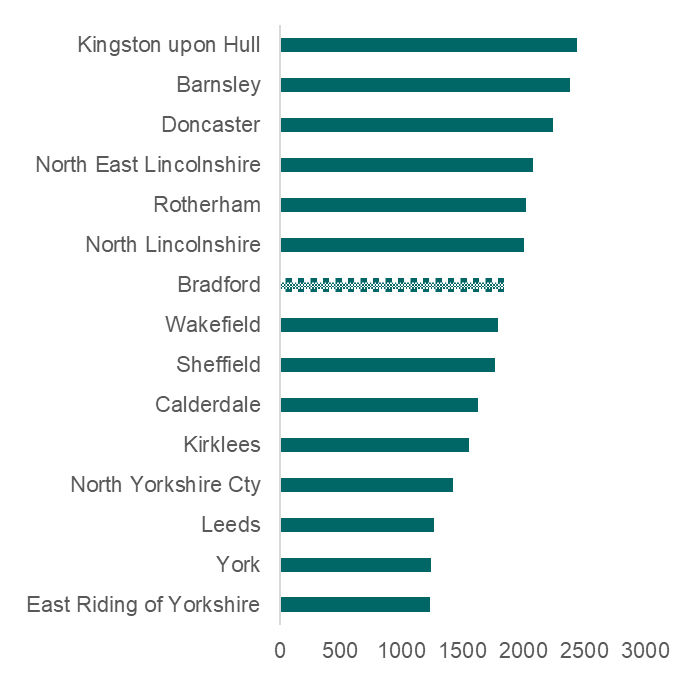 Kingston upon Hull
Barnsley
Doncaster
North East Lincolnshire
Rotherham
North Lincolnshire
Bradford
Wakefield
Sheffield
Calderdale
Kirklees
North Yorkshire Cty
Leeds
York
East Riding of Yorkshire
0 500 1000 1500 2000 2500 3000